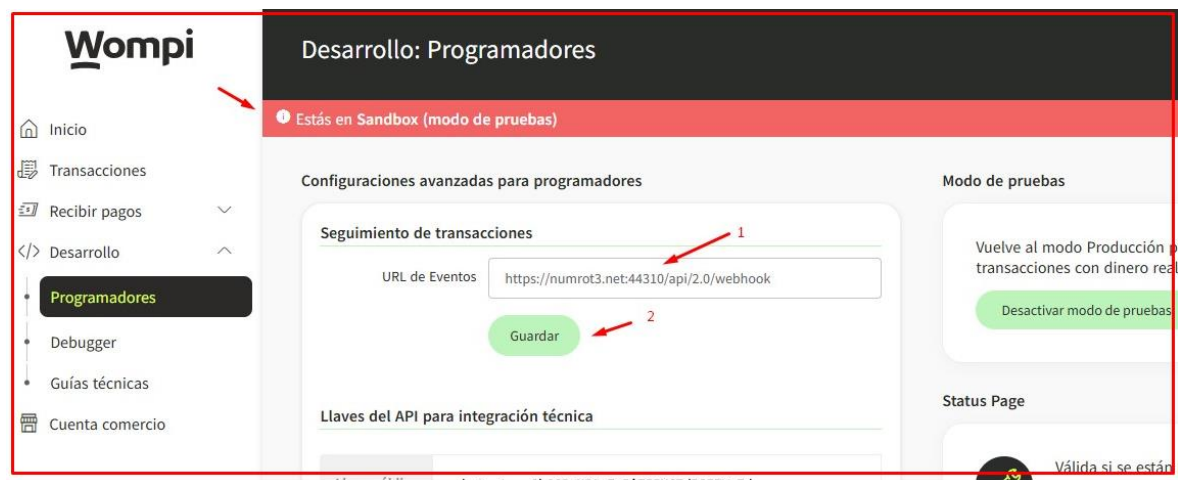 Wompi
Desarrollo: Programadores
Estás en Sandbox (modo de pruebas)
Inicio
Transacciones
Recibir pagos
Desarrollo
Programadores
Debugger
Guías técnicas
Cuenta comercio
Configuraciones avanzadas para programadores
Seguimiento de transacciones
1
URL de Eventos
https://numrot3.net:44310/api/2.0/webhook
Guardar
2
Llaves del API para integración técnica
Modo de pruebas
Vuelve al modo Producción
transacciones con dinero real
Desactivar modo de pruebas
Status Page
Válida si se están